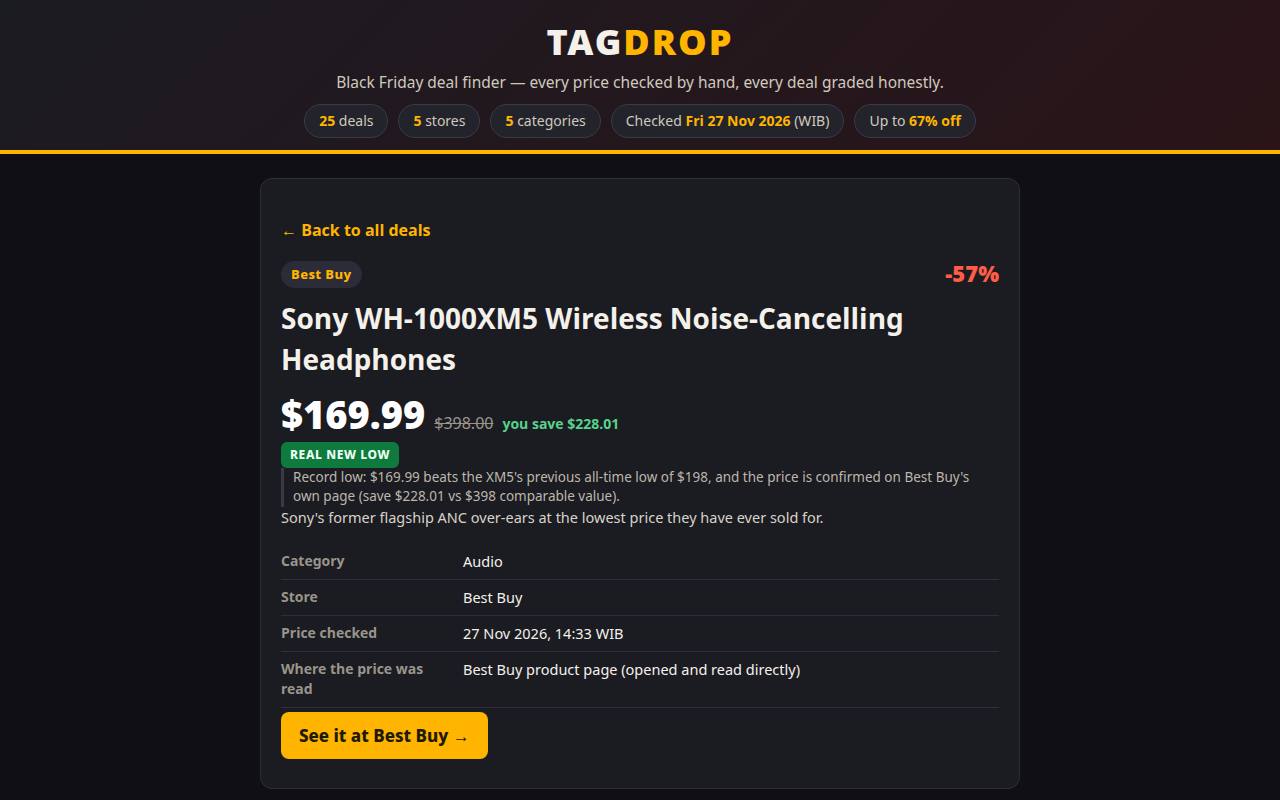 TAGDROP
Black Friday deal finder — every price checked by hand, every deal graded honestly.
25 deals
5 stores
5 categories
Checked Fri 27 Nov 2026 (WIB)
Up to 67% off
← Back to all deals
Best Buy
-57%
Sony WH-1000XM5 Wireless Noise-Cancelling
Headphones
$169.99 $398.00 you save $228.01
REAL NEW LOW
Record low: $169.99 beats the XM5's previous all-time low of $198, and the price is confirmed on Best Buy's
own page (save $228.01 vs $398 comparable value).
Sony's former flagship ANC over-ears at the lowest price they have ever sold for.
Category Audio
Store Best Buy
Price checked 27 Nov 2026, 14:33 WIB
Where the price was Best Buy product page (opened and read directly)
read
See it at Best Buy →